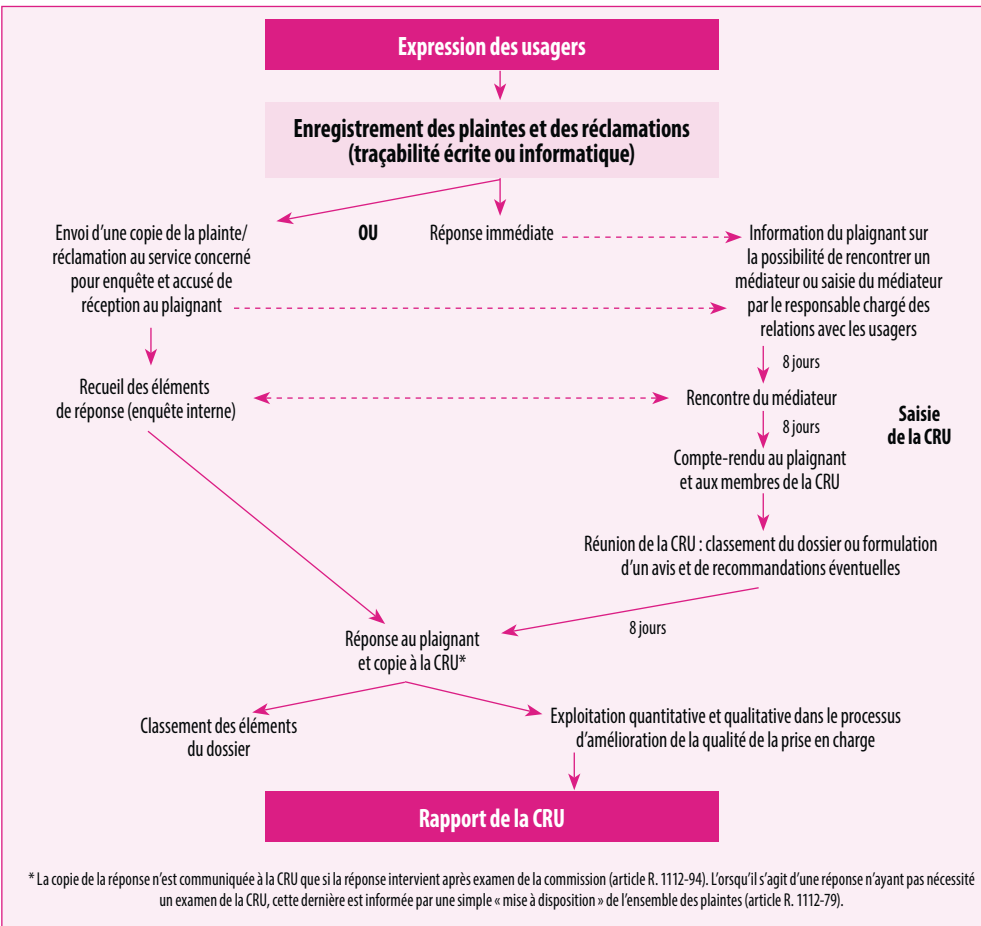 Expression des usagers
Enregistrement des plaintes et des réclamations
(traçabilité écrite ou informatique)
Envoi d'une copie de la plainte/
réclamation au service concerné
pour enquête et accusé de
réception au plaignant
OU
Réponse immédiate
Information du plaignant sur
la possibilité de rencontrer un
médiateur ou saisie du médiateur
par le responsable chargé des
relations avec les usagers
8 jours
Recueil des éléments
de réponse (enquête interne)
Rencontre du médiateur
8 jours
Saisie
de la CRU
Compte-rendu au plaignant
et aux membres de la CRU
Réunion de la CRU : classement du dossier ou formulation
d'un avis et de recommandations éventuelles
8 jours
Réponse au plaignant
et copie à la CRU*
Classement des éléments
du dossier
Exploitation quantitative et qualitative dans le processus
d'amélioration de la qualité de la prise en charge
Rapport de la CRU
* La copie de la réponse n'est communiquée à la CRU que si la réponse intervient après examen de la commission (article R. 1112-94). L'orsqu'il s'agit d'une réponse n'ayant pas nécessité
un examen de la CRU, cette dernière est informée par une simple « mise à disposition » de l'ensemble des plaintes (article R. 1112-79).